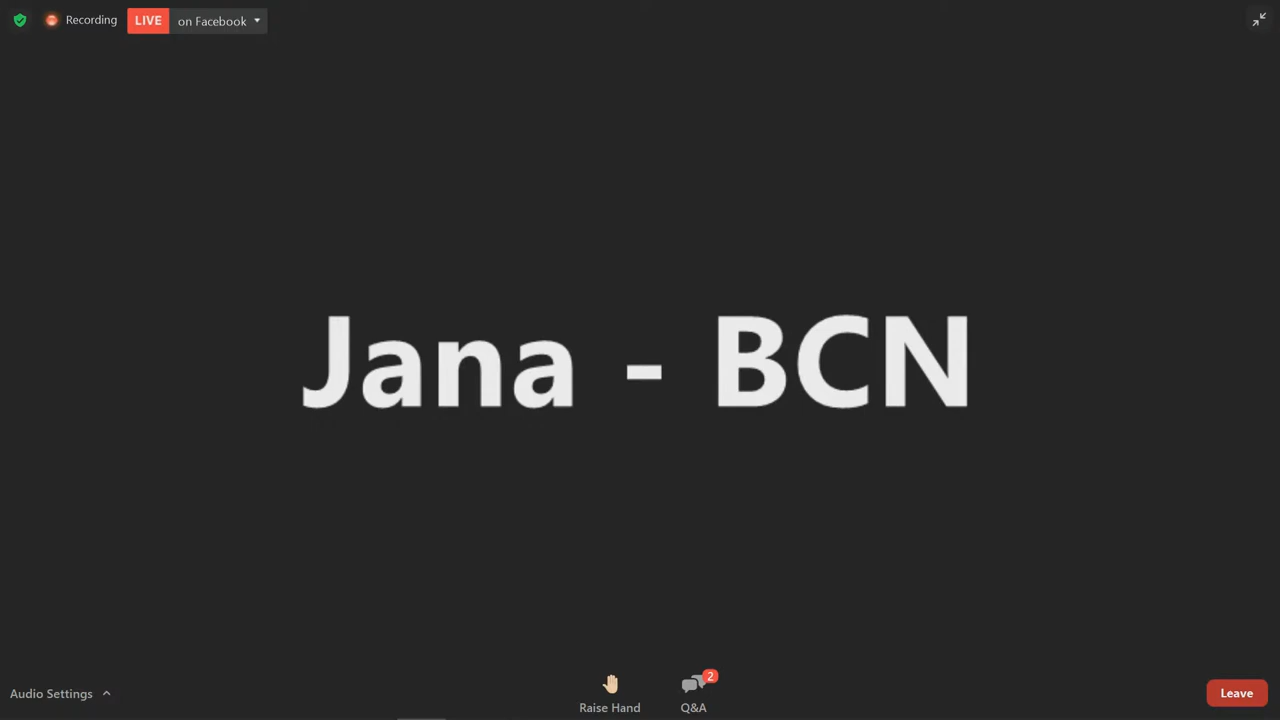 Recording LIVE on Facebook
Jana - BCN
2
Audio Settings Raise Hand Q&A Leave